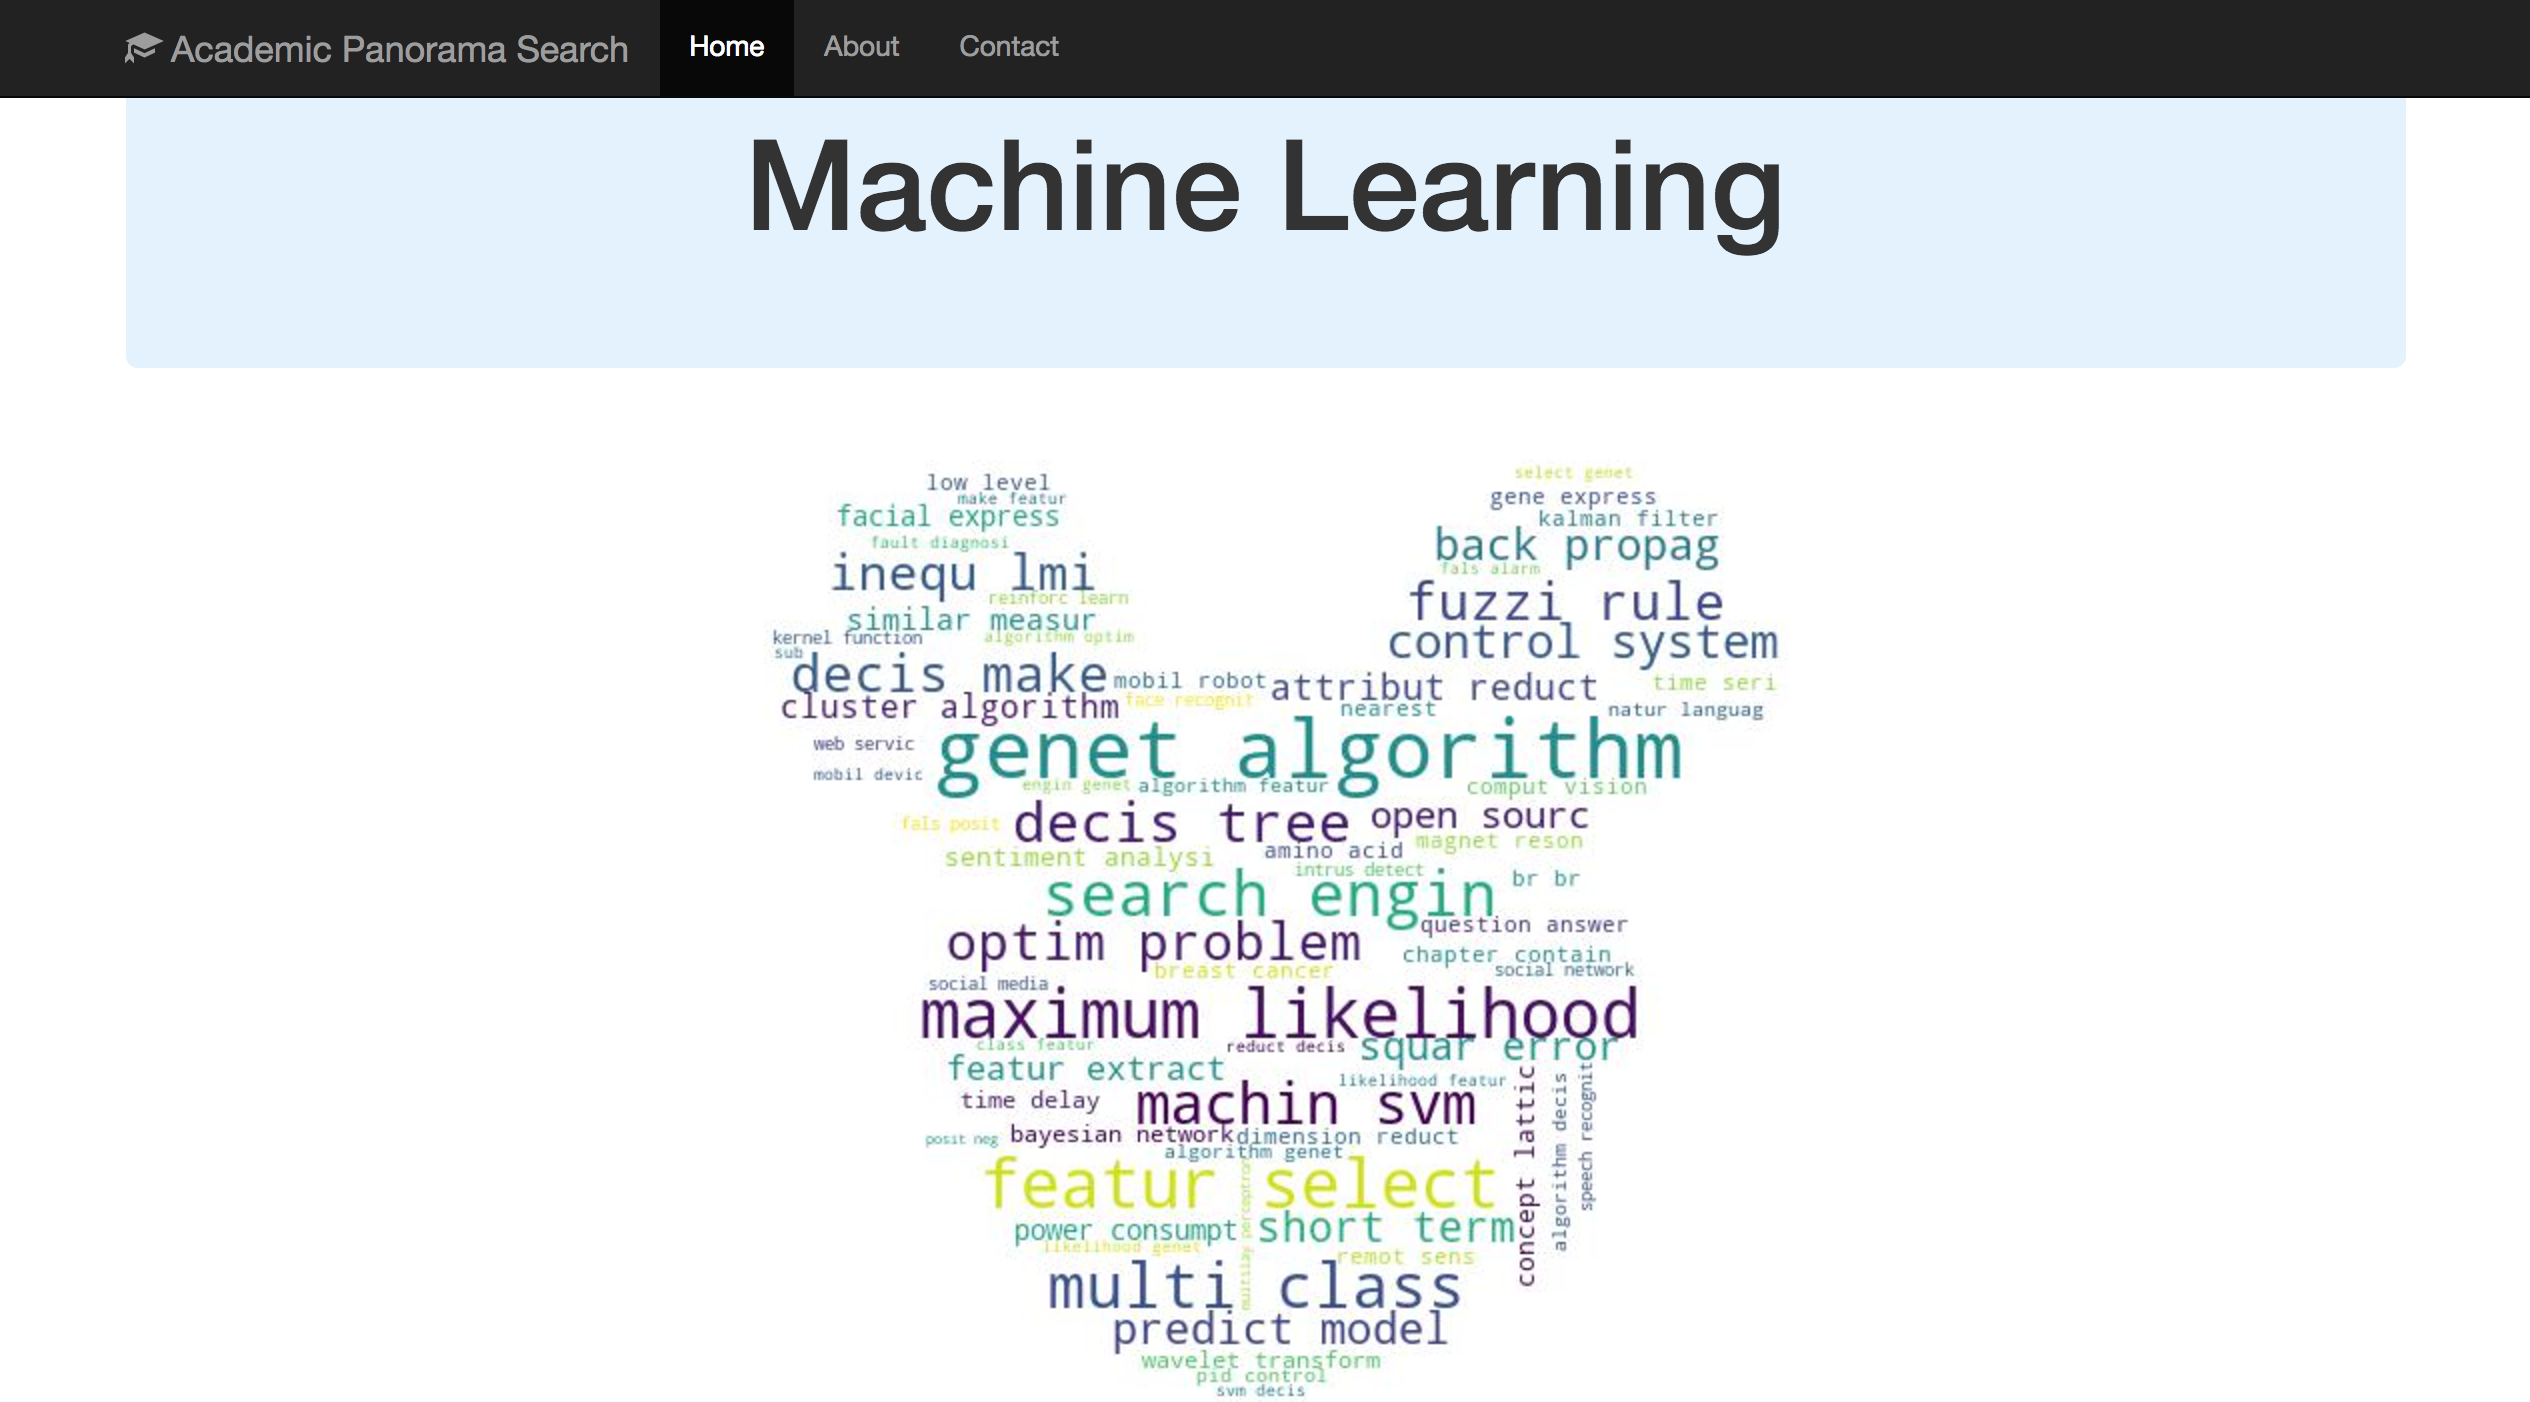 Academic Panorama Search Home About Contact
Machine Learning
low level
make featur
facial express
fault diagnosi
inequ lmi
reinforc learn
similar measur
kernel function
algorithm optim
sub
decis make
select genet
gene express
kalman filter
back propag
fals alarm
fuzzi rule
control system
mobil robot
attribut reduct
time seri
cluster algorithm
face recognit
nearest
natur languag
web servic
genet algorithm
mobil devic
engin genet
algorithm featur
comput vision
fals posit
decis tree
open sourc
magnet reson
sentiment analysi
amino acid
intrus detect
search engin
br br
question answer
optim problem
chapter contain
breast cancer
social network
social media
maximum likelihood
class featur
reduct decis
squar error
featur extract
likelihood featur
time delay
machin svm
concept lattic
algorithm decis
speech recognit
posit neg
bayesian network
dimension reduct
algorithm genet
featur select
multilay perceptron
power consumpt
short term
likelihood genet
remot sens
multi class
predict model
wavelet transform
pid control
svm decis